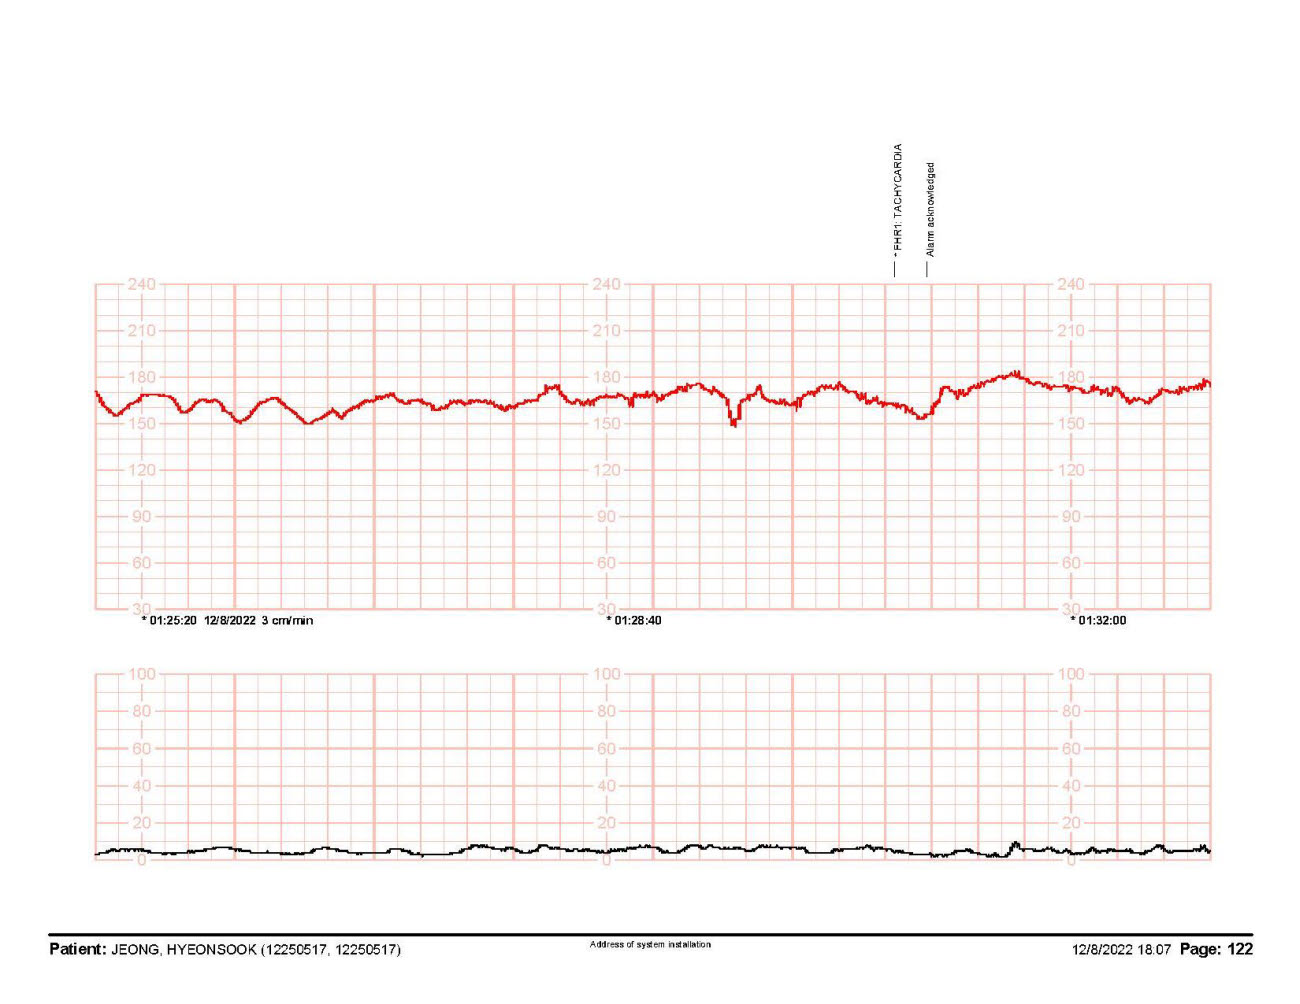 * FHR1: TACHYCARDIA
Alarm acknowledged
240 240 240
210 210 210
180 180 180
150 150 150
120 120 120
90 90 90
60 60 60
30 30 30
* 01:25:20 12/8/2022 3 cm/min * 01:28:40 * 01:32:00
100 100 100
80 80 80
60 60 60
40 40 40
20 20 20
0 0 0
Patient: JEONG, HYEONSOOK (12250517, 12250517) Address of system installation 12/8/2022 18:07 Page: 122